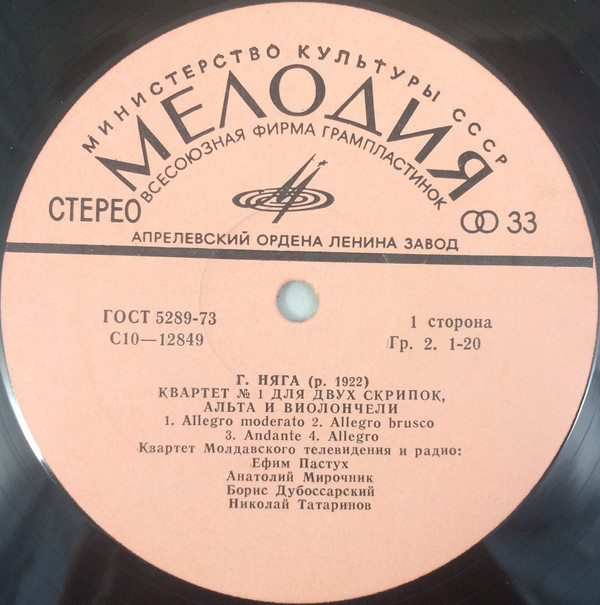 МИНИСТЕРСТВО КУЛЬТУРЫ СССР
МЕЛОДИЯ
ВСЕСОЮЗНАЯ ФИРМА ГРАМПЛАСТИНОК
СТЕРЕО
33
АПРЕЛЕВСКИЙ ОРДЕНА ЛЕНИНА ЗАВОД
ГОСТ 5289-73
1 сторона
С10—12849
Гр. 2. 1-20
Г. НЯГА (р. 1922)
КВАРТЕТ № 1 ДЛЯ ДВУХ СКРИПОК,
АЛЬТА И ВИОЛОНЧЕЛИ
1. Allegro moderato 2. Allegro brusco
3. Andante 4. Allegro
Квартет Молдавского телевидения и радио:
Ефим Пастух
Анатолий Мирочник
Борис Дубоссарский
Николай Татаринов